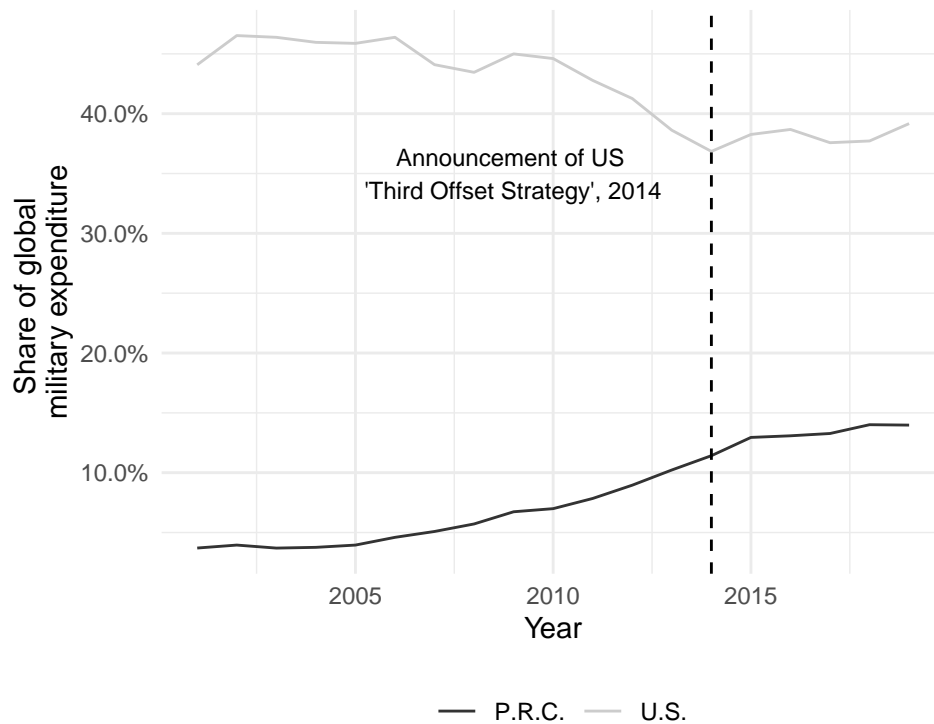 40.0%
30.0%
20.0%
10.0%
Share of global
military expenditure
Announcement of US
'Third Offset Strategy', 2014
2005 2010 2015
Year
P.R.C. U.S.